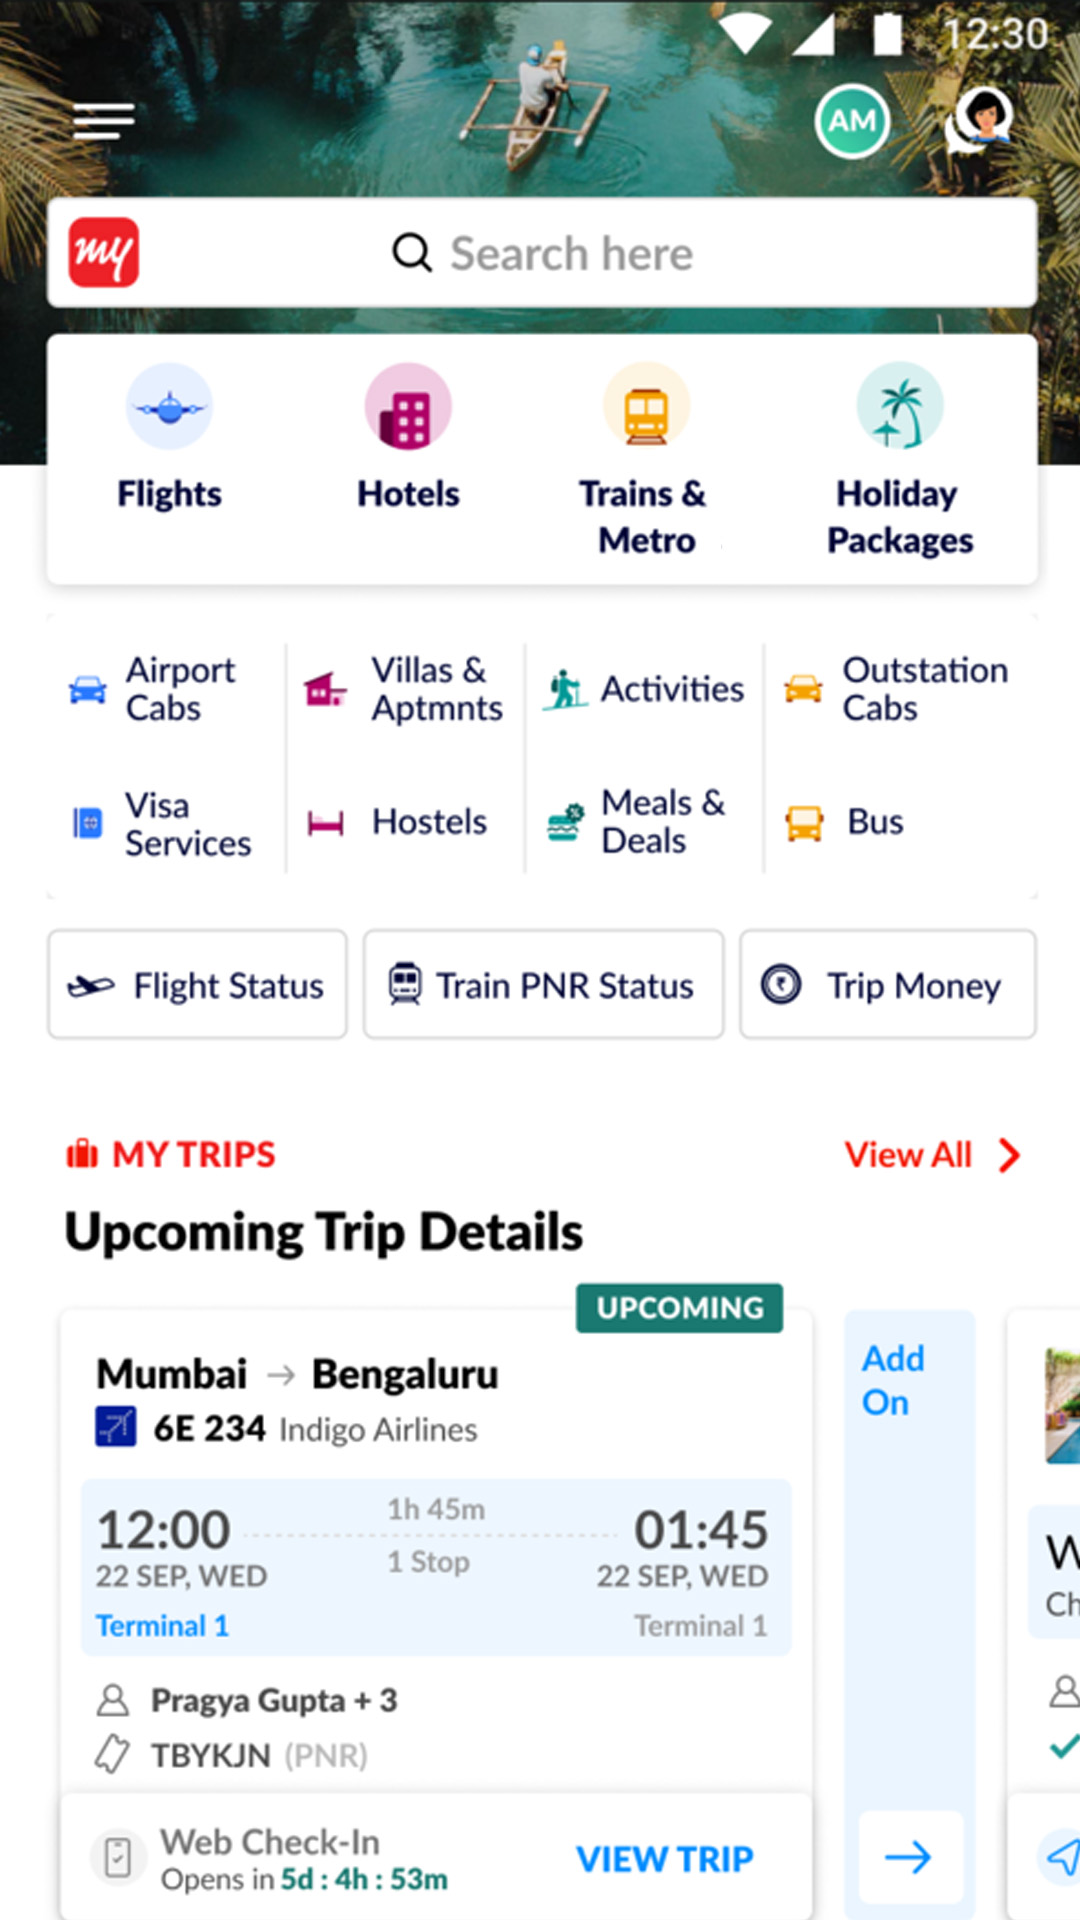 12:30
AM
my
Search here
Flights
Hotels
Trains &
Metro
Holiday
Packages
Airport
Cabs
Villas &
Aptmnts
Activities
Outstation
Cabs
Visa
Services
Hostels
Meals &
Deals
Bus
Flight Status
Train PNR Status
Trip Money
MY TRIPS
View All
Upcoming Trip Details
UPCOMING
Mumbai → Bengaluru
6E 234 Indigo Airlines
12:00
1h 45m
01:45
22 SEP, WED
1 Stop
22 SEP, WED
Terminal 1
Terminal 1
Pragya Gupta + 3
TBYKJN (PNR)
Web Check-In
Opens in 5d : 4h : 53m
VIEW TRIP
Add
On